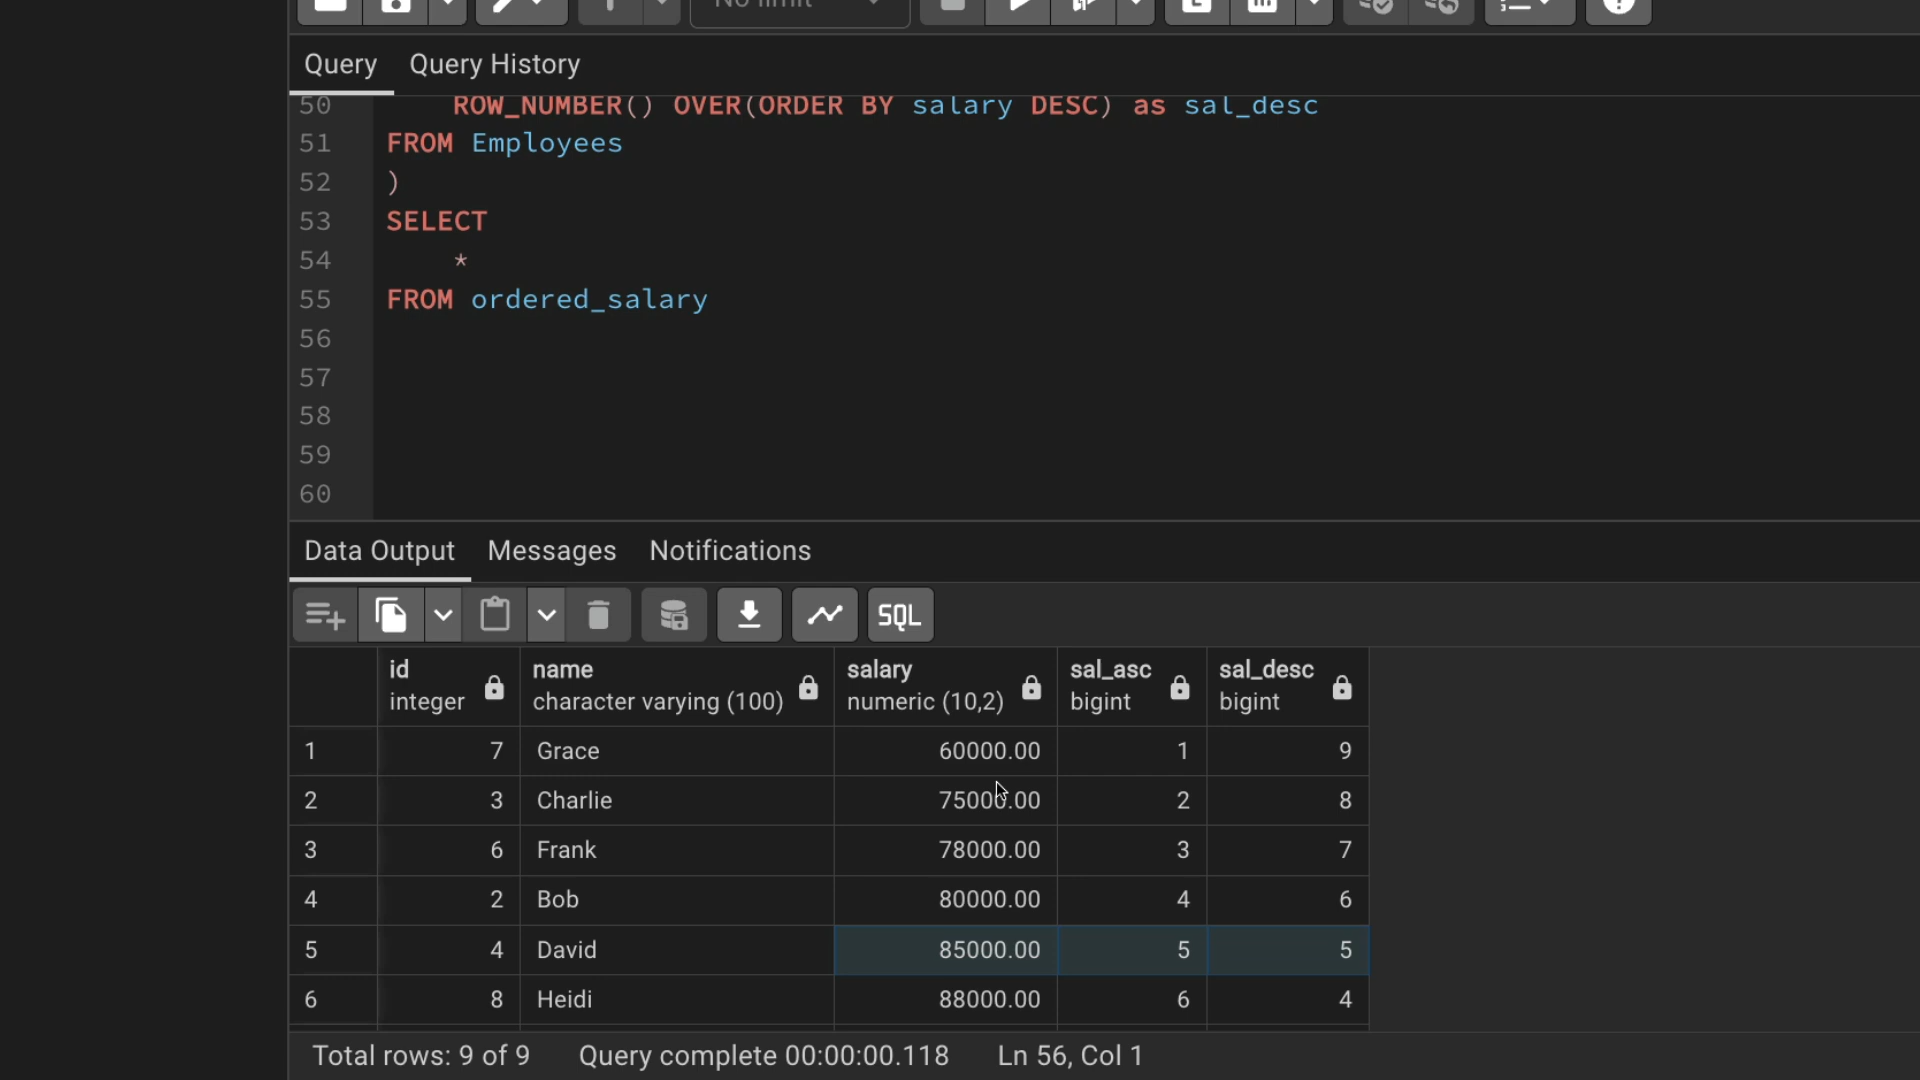 No limit
Query Query History
50 ROW_NUMBER() OVER(ORDER BY salary DESC) as sal_desc
51 FROM Employees
52 )
53 SELECT
54 *
55 FROM ordered_salary
56
57
58
59
60
Data Output Messages Notifications
SQL
id name salary sal_asc sal_desc
integer character varying (100) numeric (10,2) bigint bigint
1 7 Grace 60000.00 1 9
2 3 Charlie 75000.00 2 8
3 6 Frank 78000.00 3 7
4 2 Bob 80000.00 4 6
5 4 David 85000.00 5 5
6 8 Heidi 88000.00 6 4
Total rows: 9 of 9 Query complete 00:00:00.118 Ln 56, Col 1